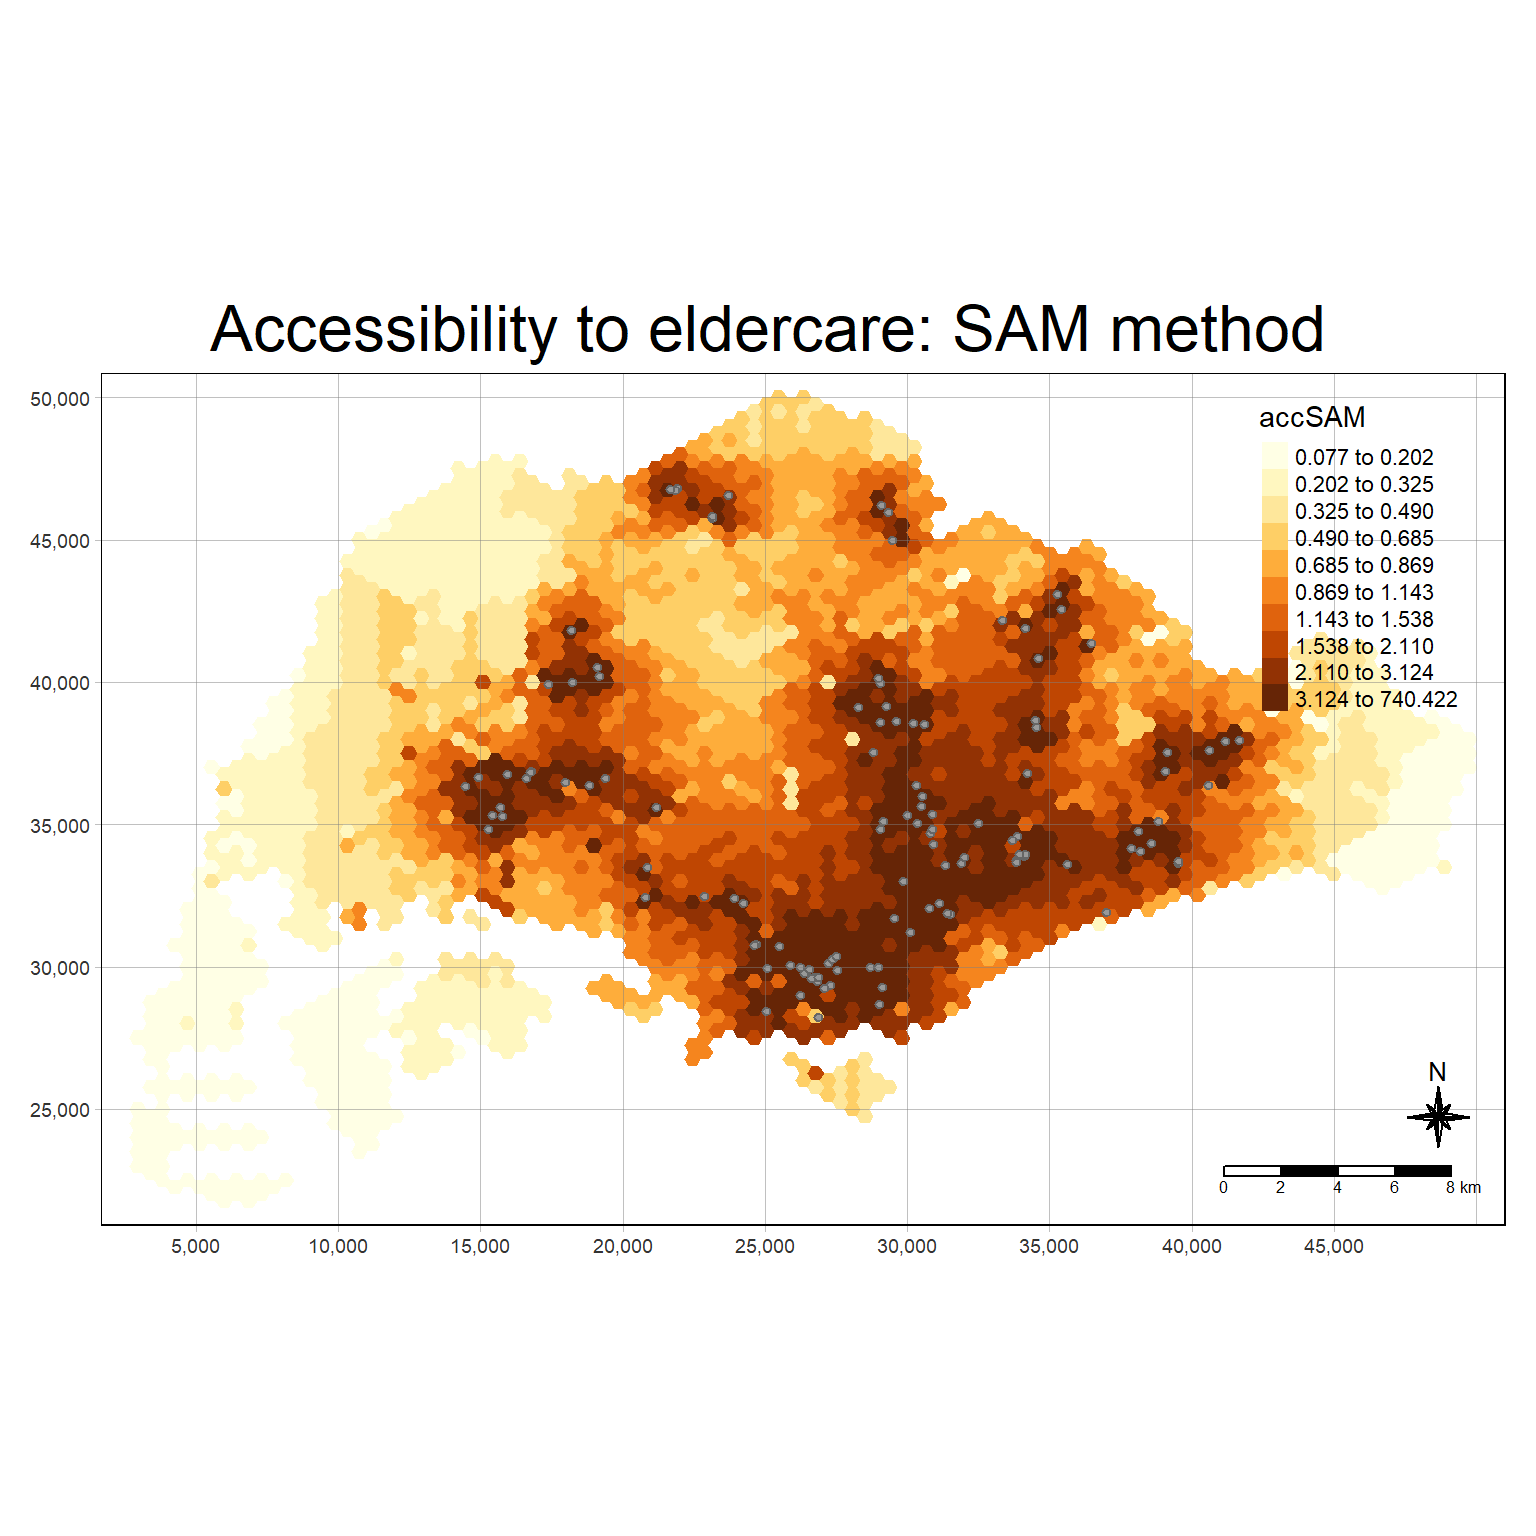 Accessibility to eldercare: SAM method
50,000
45,000
40,000
35,000
30,000
25,000
accSAM
0.077 to 0.202
0.202 to 0.325
0.325 to 0.490
0.490 to 0.685
0.685 to 0.869
0.869 to 1.143
1.143 to 1.538
1.538 to 2.110
2.110 to 3.124
3.124 to 740.422
N
0 2 4 6 8 km
5,000 10,000 15,000 20,000 25,000 30,000 35,000 40,000 45,000